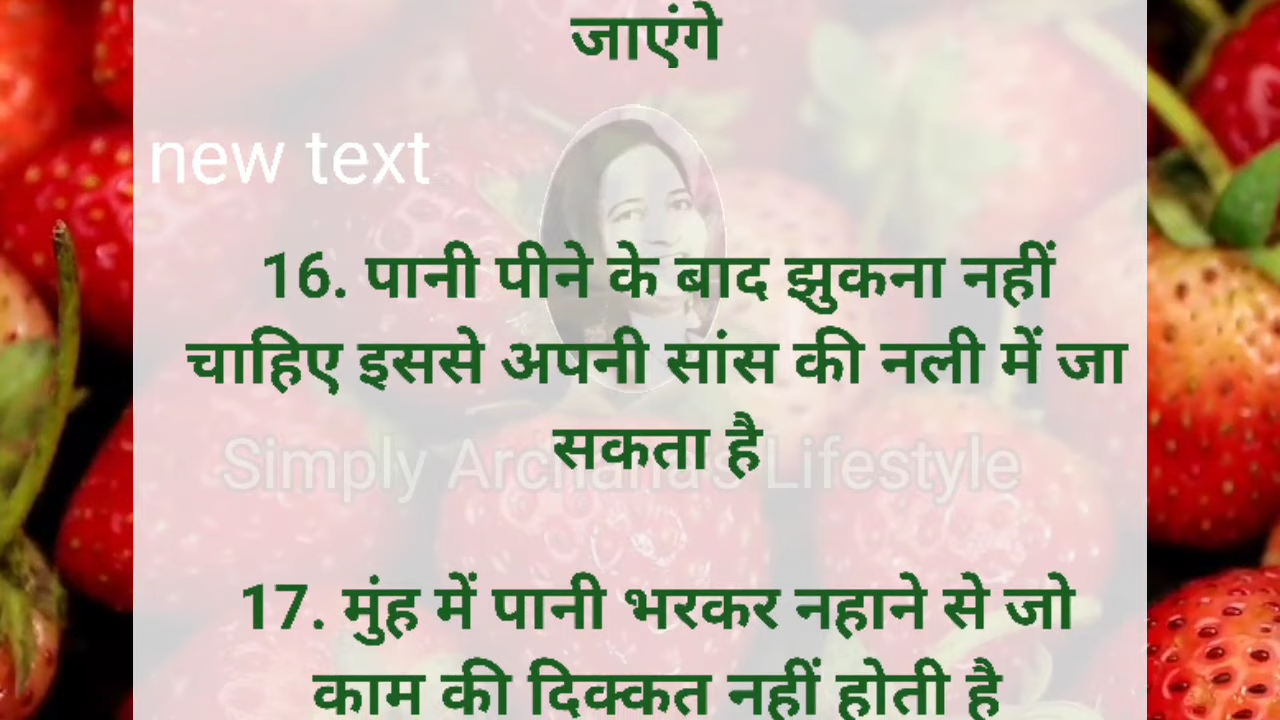 जाएंगे
new text
16. पानी पीने के बाद झुकना नहीं
चाहिए इससे अपनी सांस की नली में जा
सकता है
Simply Archana's Lifestyle
17. मुंह में पानी भरकर नहाने से जो
काम की दिक्कत नहीं होती है